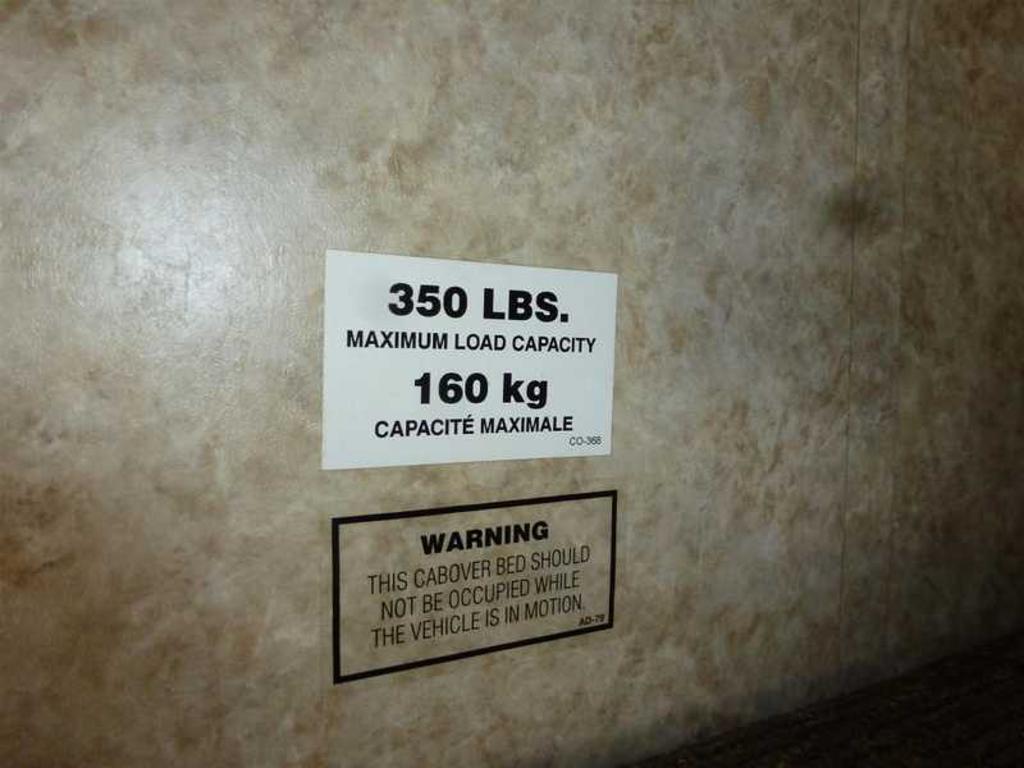 350 LBS.
MAXIMUM LOAD CAPACITY
160 kg
CAPACITÉ MAXIMALE
CO-368
WARNING
THIS CABOVER BED SHOULD
NOT BE OCCUPIED WHILE
THE VEHICLE IS IN MOTION.
AD-79